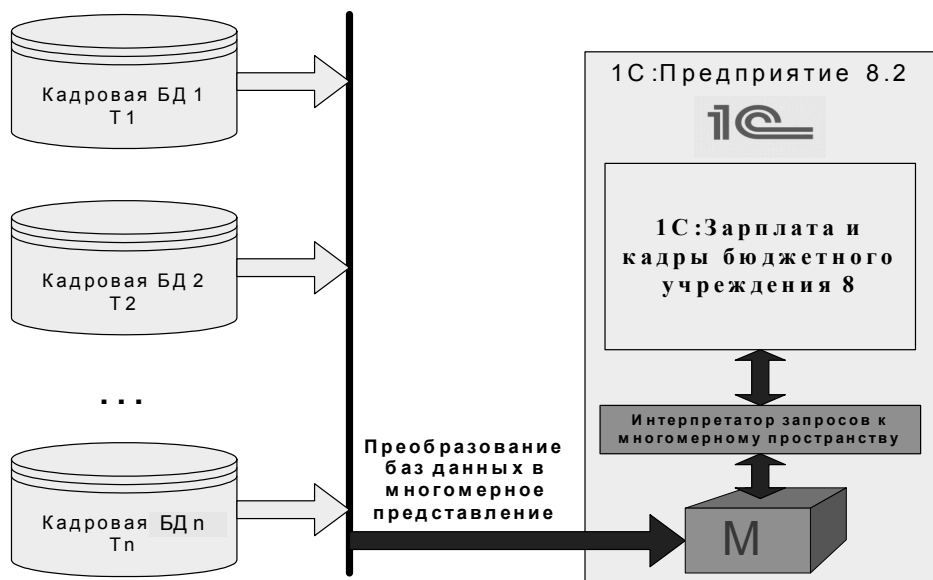 Кадровая БД 1
Т1
Кадровая БД 2
Т2
...
Кадровая БД n
Тn
Преобразование
баз данных в
многомерное
представление
1С:Предприятие 8.2
1С
1С:Зарплата и
кадры бюджетного
учреждения 8
Интерпретатор запросов к
многомерному пространству
М